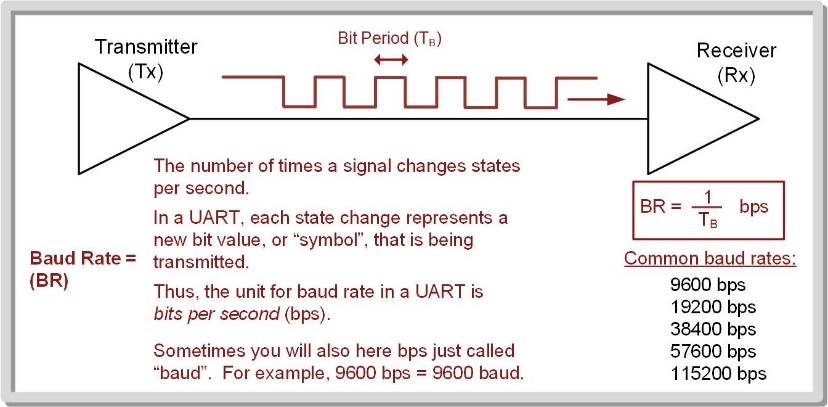 Transmitter
(Tx)
Bit Period (TB)
Receiver
(Rx)
Baud Rate =
(BR)
The number of times a signal changes states
per second.
In a UART, each state change represents a
new bit value, or “symbol”, that is being
transmitted.
Thus, the unit for baud rate in a UART is
bits per second (bps).
Sometimes you will also here bps just called
“baud”. For example, 9600 bps = 9600 baud.
BR = 1/TB bps
Common baud rates:
9600 bps
19200 bps
38400 bps
57600 bps
115200 bps